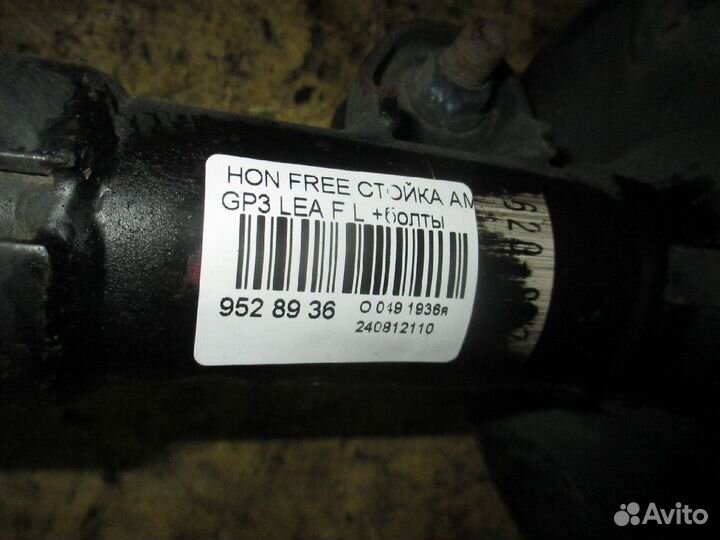 HON FREE СТОЙКА АМ
GP3 LEA F L +болты
952 89 36
О 049 1936я
240812110
Avito